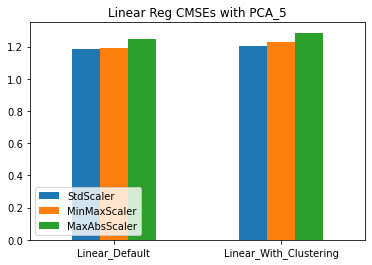 Linear Reg CMSEs with PCA_5
1.2
1.0
0.8
0.6
0.4
0.2
0.0
StdScaler
MinMaxScaler
MaxAbsScaler
Linear_Default
Linear_With_Clustering